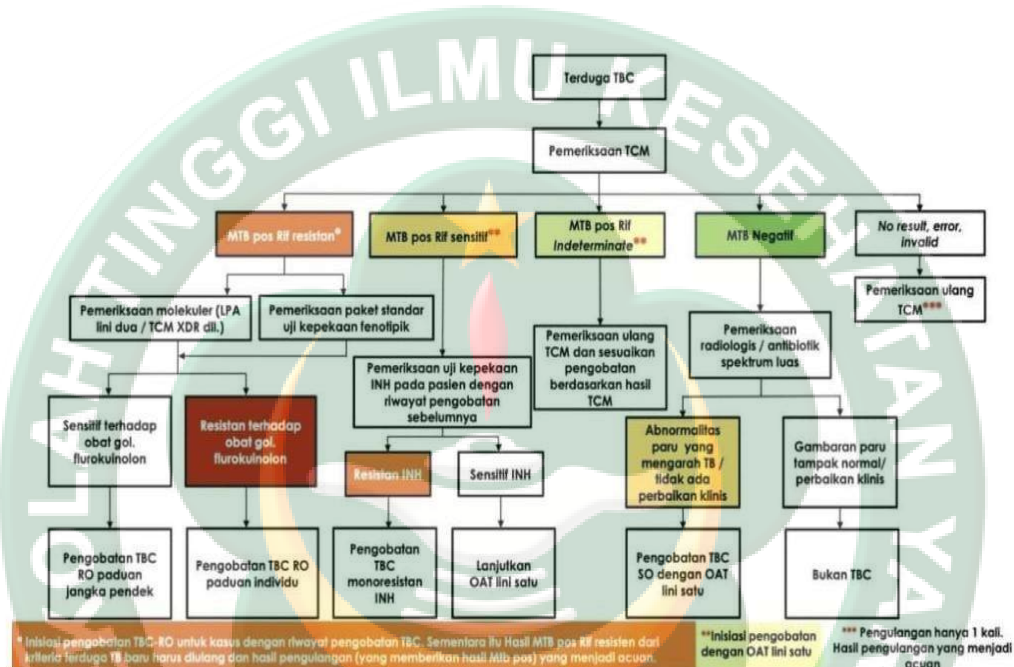 TINGGI ILMU KESEHATAN
Terduga TBC
Pemeriksaan TCM
MTB pos Rif resistan*
MTB pos Rif sensitif**
MTB pos Rif
Indeterminate**
MTB Negatif
No result, error,
invalid
Pemeriksaan molekuler (LPA
lini dua / TCM XDR dll.)
Pemeriksaan paket standar
uji kepekaan fenotipik
Pemeriksaan uji kepekaan
INH pada pasien dengan
riwayat pengobatan
sebelumnya
Pemeriksaan ulang
TCM dan sesuaikan
pengobatan
berdasarkan hasil
TCM
Pemeriksaan
radiologis / antibiotik
spektrum luas
Pemeriksaan ulang
TCM***
Sensitif terhadap
obat gol.
flurokuinolon
Resistan terhadap
obat gol.
flurokuinolon
Resistan INH
Sensitif INH
Abnormalitas
paru yang
mengarah TB /
tidak ada
perbaikan klinis
Gambaran paru
tampak normal/
perbaikan klinis
Pengobatan TBC
RO paduan
jangka pendek
Pengobatan TBC RO
paduan individu
Pengobatan
TBC
monoresistan
INH
Lanjutkan
OAT lini satu
Pengobatan TBC
SO dengan OAT
lini satu
Bukan TBC
* Inisiasi pengobatan TBC-RO untuk kasus dengan riwayat pengobatan TBC. Sementara itu Hasil MTB pos Rif resisten dari
kriteria terduga TB baru harus diulang dan hasil pengulangan (yang memberikan hasil Mtb pos) yang menjadi acuan.
**Inisiasi pengobatan
dengan OAT lini satu
*** Pengulangan hanya 1 kali.
Hasil pengulangan yang menjadi
acuan.